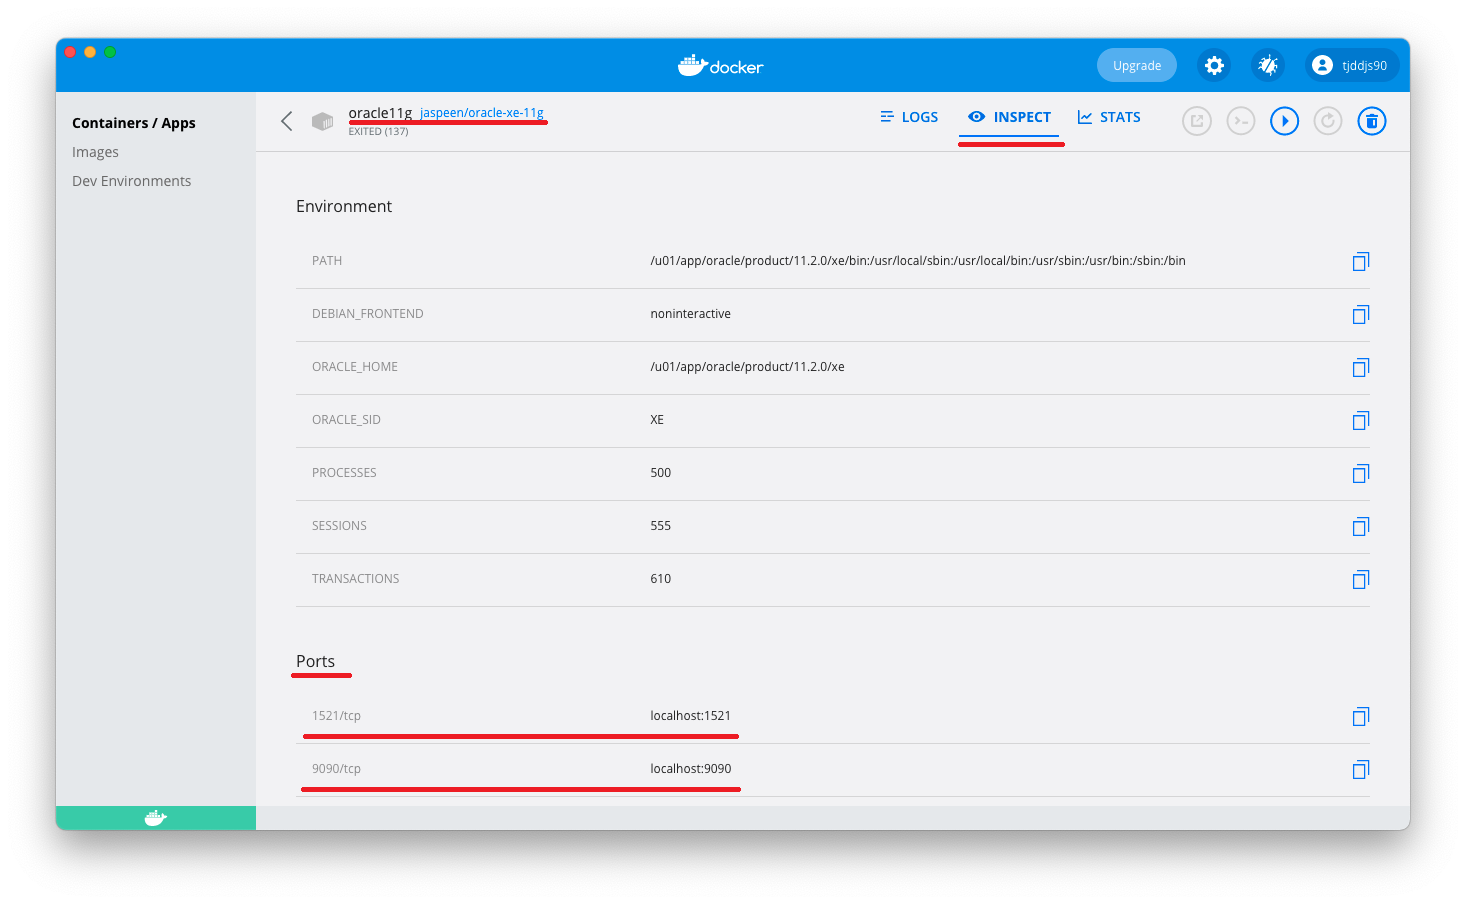 docker
Upgrade
tjddjs90
Containers / Apps
Images
Dev Environments
oracle11g jaspeen/oracle-xe-11g
EXITED (137)
LOGS
INSPECT
STATS
Environment
PATH /u01/app/oracle/product/11.2.0/xe/bin:/usr/local/sbin:/usr/local/bin:/usr/sbin:/usr/bin:/sbin:/bin
DEBIAN_FRONTEND noninteractive
ORACLE_HOME /u01/app/oracle/product/11.2.0/xe
ORACLE_SID XE
PROCESSES 500
SESSIONS 555
TRANSACTIONS 610
Ports
1521/tcp localhost:1521
9090/tcp localhost:9090